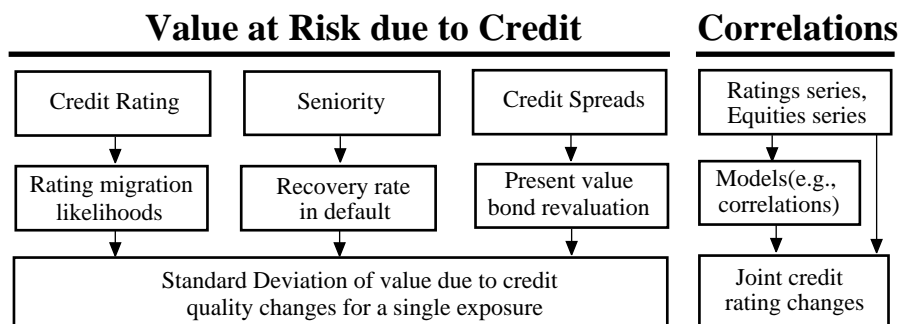 Value at Risk due to Credit
Correlations
Credit Rating
Seniority
Credit Spreads
Ratings series,
Equities series
Rating migration
likelihoods
Recovery rate
in default
Present value
bond revaluation
Models(e.g.,
correlations)
Standard Deviation of value due to credit
quality changes for a single exposure
Joint credit
rating changes